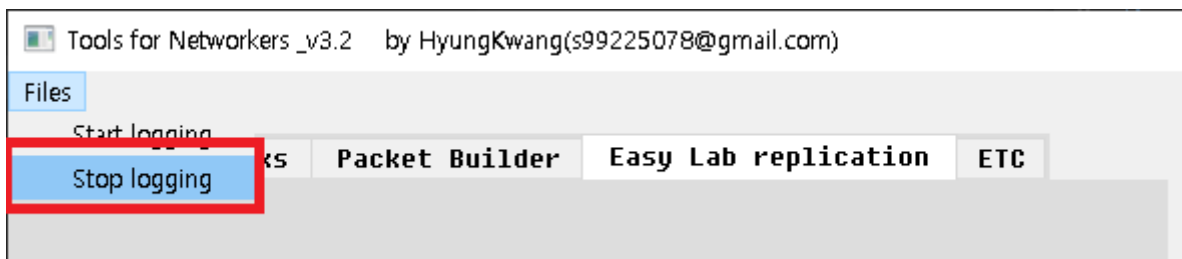 Tools for Networkers _v3.2 by HyungKwang(s99225078@gmail.com)
Files
Start logging
Stop logging
ks Packet Builder Easy Lab replication ETC